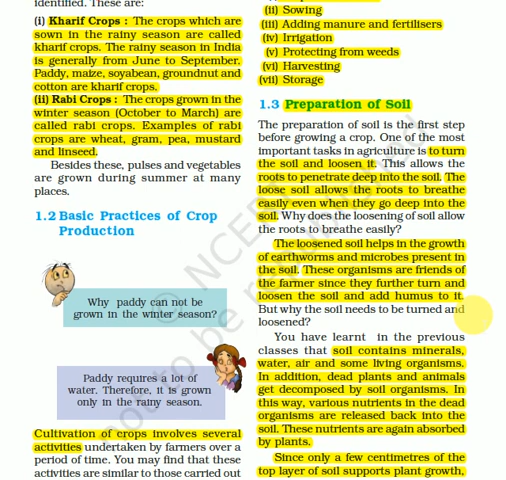 identified. These are:
(i) Kharif Crops : The crops which are
sown in the rainy season are called
kharif crops. The rainy season in India
is generally from June to September.
Paddy, maize, soyabean, groundnut and
cotton are kharif crops.
(ii) Rabi Crops : The crops grown in the
winter season (October to March) are
called rabi crops. Examples of rabi
crops are wheat, gram, pea, mustard
and linseed.
Besides these, pulses and vegetables
are grown during summer at many
places.
1.2 Basic Practices of Crop
Production
Why paddy can not be
grown in the winter season?
Paddy requires a lot of
water. Therefore, it is grown
only in the rainy season.
Cultivation of crops involves several
activities undertaken by farmers over a
period of time. You may find that these
activities are similar to those carried out
(ii) Sowing
(iii) Adding manure and fertilisers
(iv) Irrigation
(v) Protecting from weeds
(vi) Harvesting
(vii) Storage
1.3 Preparation of Soil
The preparation of soil is the first step
before growing a crop. One of the most
important tasks in agriculture is to turn
the soil and loosen it. This allows the
roots to penetrate deep into the soil. The
loose soil allows the roots to breathe
easily even when they go deep into the
soil. Why does the loosening of soil allow
the roots to breathe easily?
The loosened soil helps in the growth
of earthworms and microbes present in
the soil. These organisms are friends of
the farmer since they further turn and
loosen the soil and add humus to it.
But why the soil needs to be turned and
loosened?
You have learnt in the previous
classes that soil contains minerals,
water, air and some living organisms.
In addition, dead plants and animals
get decomposed by soil organisms. In
this way, various nutrients in the dead
organisms are released back into the
soil. These nutrients are again absorbed
by plants.
Since only a few centimetres of the
top layer of soil supports plant growth,
© NCERT
not to be republished